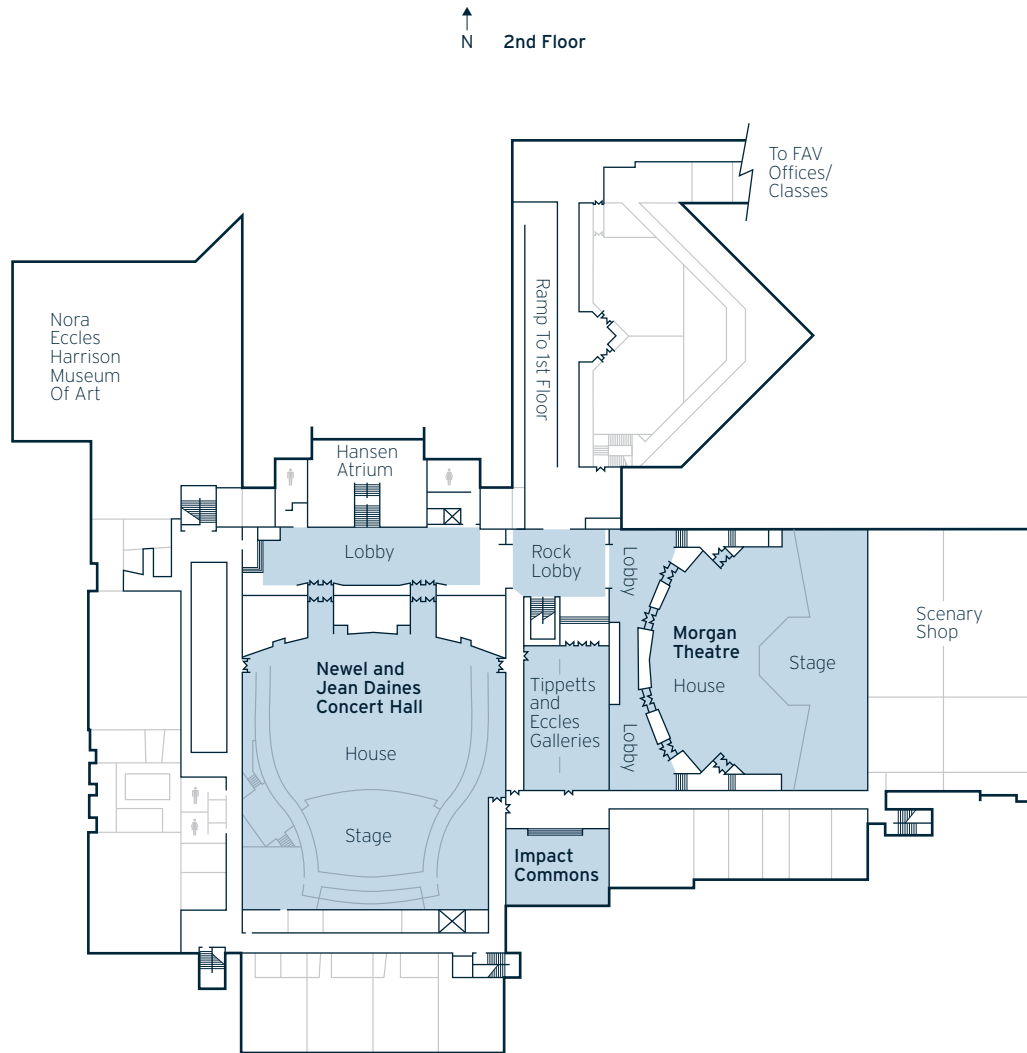 N
2nd Floor
To FAV
Offices/
Classes
Ramp To 1st Floor
Nora
Eccles
Harrison
Museum
Of Art
Hansen
Atrium
Lobby
Rock
Lobby
Lobby
Morgan
Theatre
House
Stage
Scenary
Shop
Newel and
Jean Daines
Concert Hall
House
Stage
Tippetts
and
Eccles
Galleries
Lobby
Impact
Commons